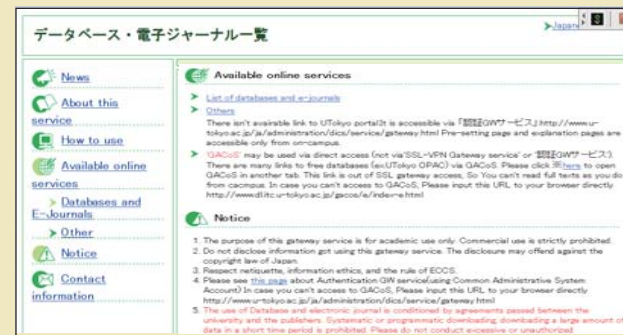 データベース・電子ジャーナル一覧
Japan
News
About this
service
How to use
Available online
services
Databases and
E-Journals
Other
Notice
Contact
information
Available online services
List of databases and e-journals
Others
There isn't avairable link to UTokyo portal.It is accessible via 「認証GWサービス」http://www.u-
tokyo.ac.jp/ja/administration/dics/service/gateway.html Pre-setting page and explanation pages are
accessible only from on-campus.
'GACoS' may be used via direct access (not via'SSL-VPN Gateway service' or '認証GWサービス').
There are many links to free databases (ex.UTokyo OPAC) via GACoS. Please click ※here to open
GACoS in another tab. This link is out of SSL gateway access, So You can't read full texts as you do
from cacmpus. In case you can't access to GACoS, Please input this URL to your browser directly
http://www.dl.itc.u-tokyo.ac.jp/gacos/e/index-e.html
Notice
1. The purpose of this gateway service is for academic use only. Commercial use is strictly prohibited.
2. Do not disclose information got using this gateway service. The disclosure may offend against the
copyright law of Japan.
3. Respect netiquette, information ethics, and the rule of ECCS.
4. Please see this page about Authentication GW service(using Common Administrative System
Account) In case you can't access to GACoS, Please input this URL to your browser directly
http://www.u-tokyo.ac.jp/ja/administration/dics/service/gateway.html
5. The use of Database and electronic journal is conditioned by agreements passed between the
university and the publishers. Systematic or programmatic downloading, downloading a large amount of
data in a short time period is prohibited. Please do not conduct excessive or unauthorized